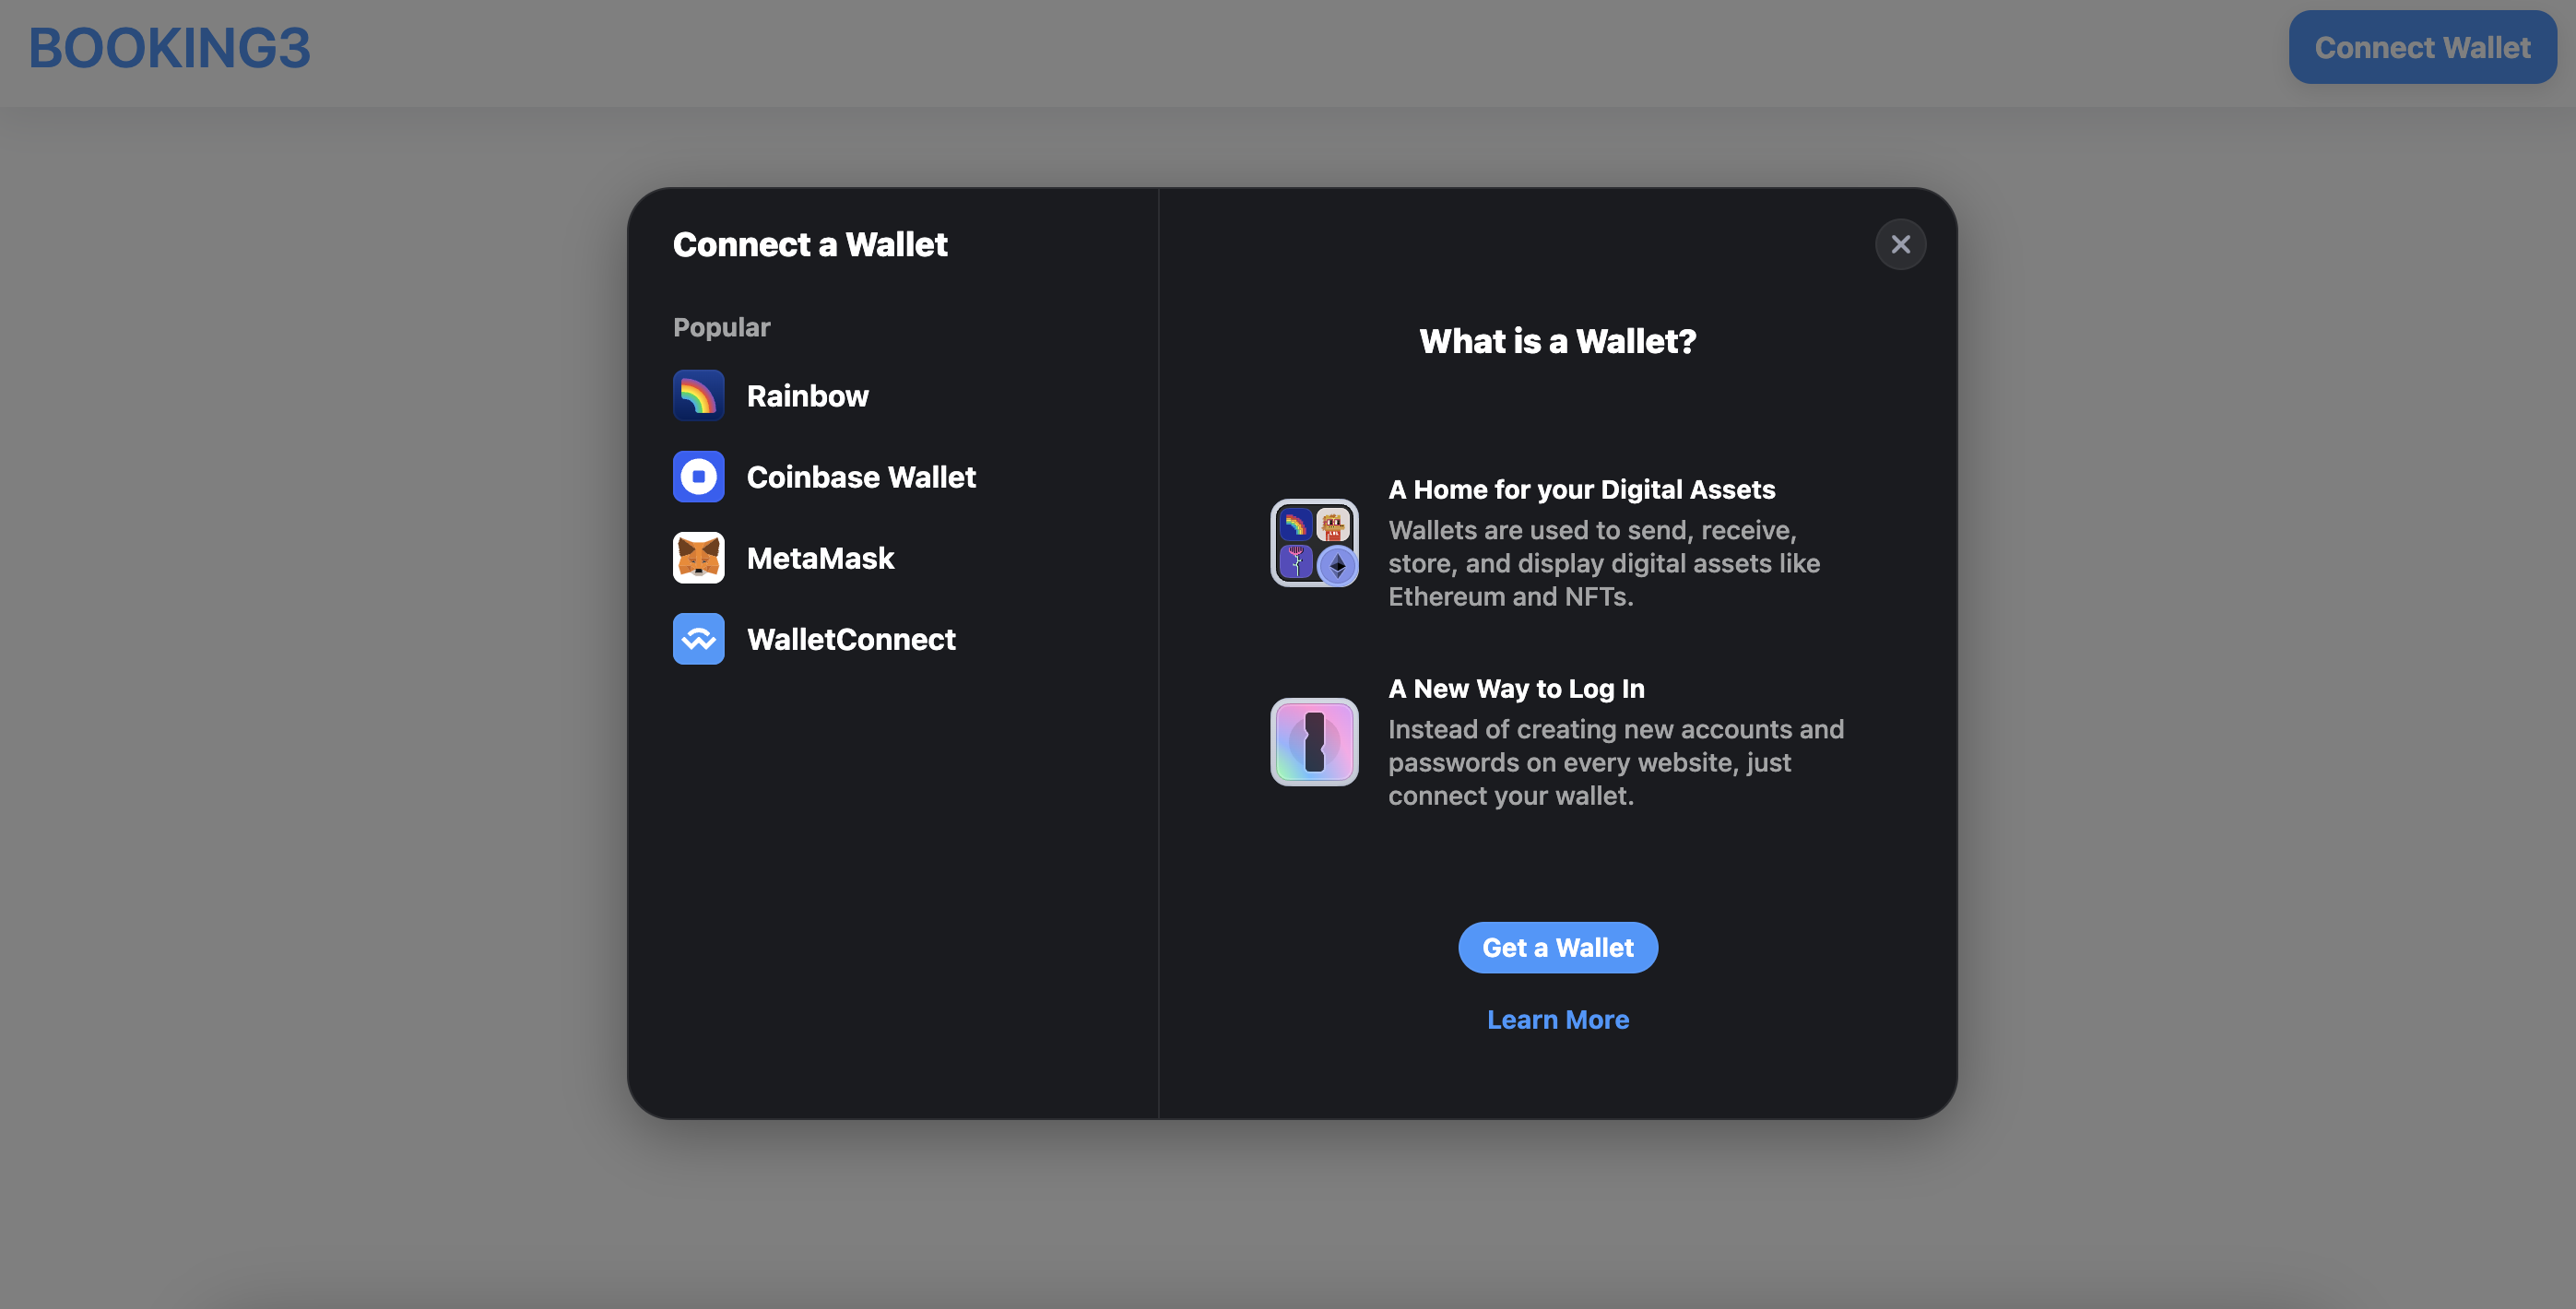 BOOKING3
Connect Wallet
Connect a Wallet
Popular
Rainbow
Coinbase Wallet
MetaMask
WalletConnect
What is a Wallet?
A Home for your Digital Assets
Wallets are used to send, receive,
store, and display digital assets like
Ethereum and NFTs.
A New Way to Log In
Instead of creating new accounts and
passwords on every website, just
connect your wallet.
Get a Wallet
Learn More